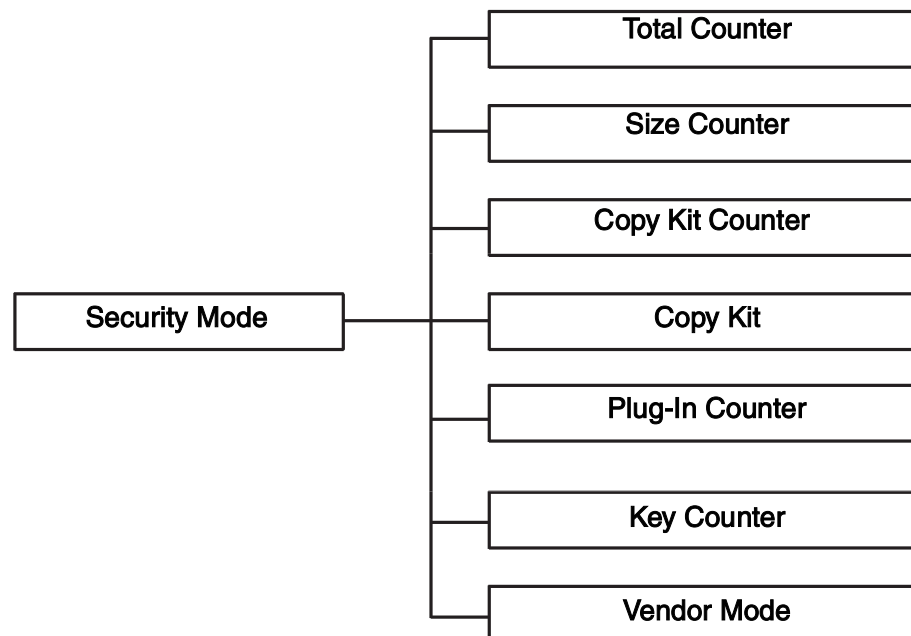 Total Counter
Size Counter
Copy Kit Counter
Security Mode
Copy Kit
Plug-In Counter
Key Counter
Vendor Mode